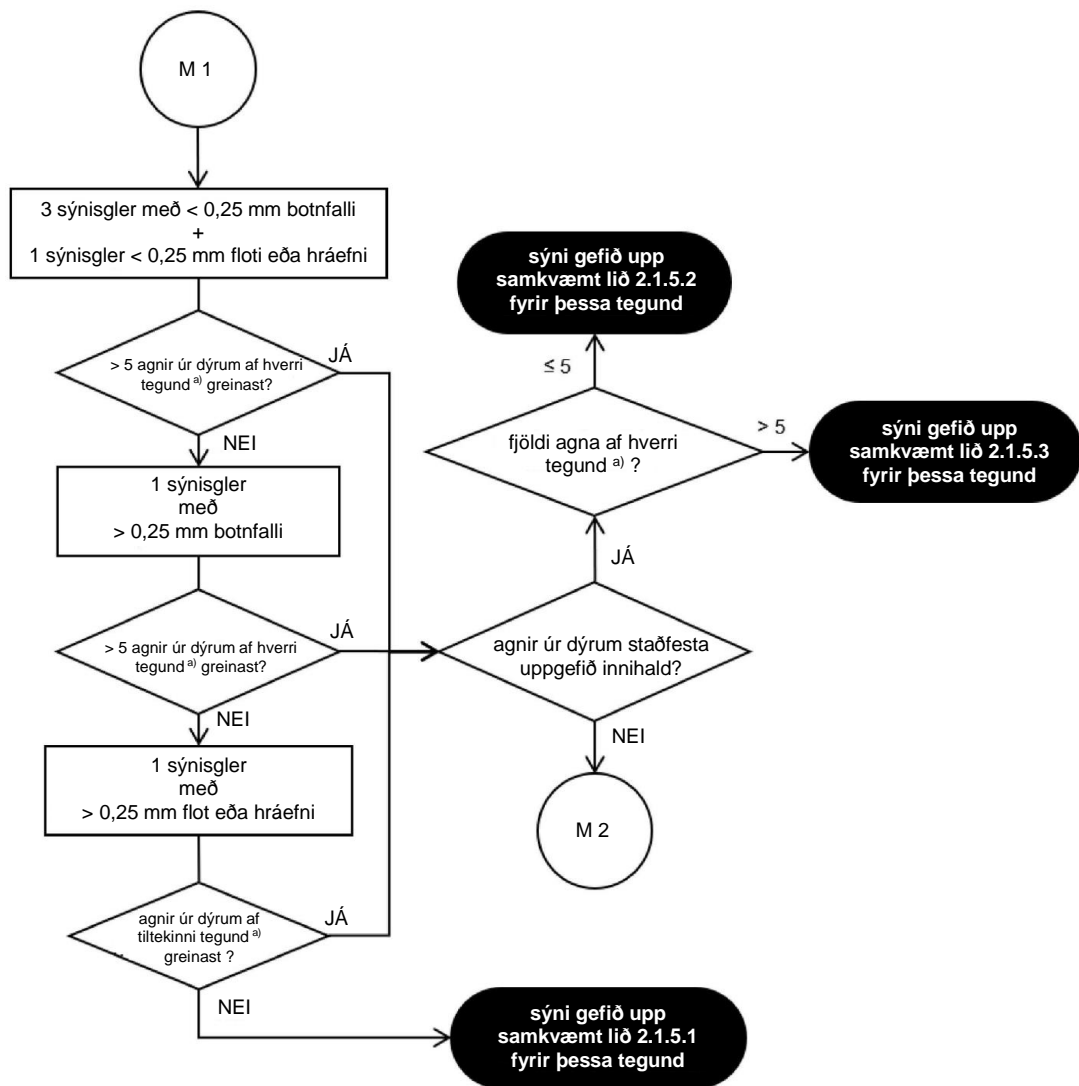 M 1
3 sýnisgler með < 0,25 mm botnfalli
+
1 sýnisgler < 0,25 mm floti eða hráefni
> 5 agnir úr dýrum af hverri
tegund a) greinast?
JÁ
NEI
1 sýnisgler
með
> 0,25 mm botnfalli
> 5 agnir úr dýrum af hverri
tegund a) greinast?
JÁ
NEI
1 sýnisgler
með
> 0,25 mm flot eða hráefni
agnir úr dýrum af
tiltekinni tegund a)
greinast ?
JÁ
NEI
sýni gefið upp
samkvæmt lið 2.1.5.1
fyrir þessa tegund
agnir úr dýrum staðfesta
uppgefið innihald?
JÁ
NEI
M 2
fjöldi agna af hverri
tegund a) ?
≤ 5
> 5
sýni gefið upp
samkvæmt lið 2.1.5.2
fyrir þessa tegund
sýni gefið upp
samkvæmt lið 2.1.5.3
fyrir þessa tegund